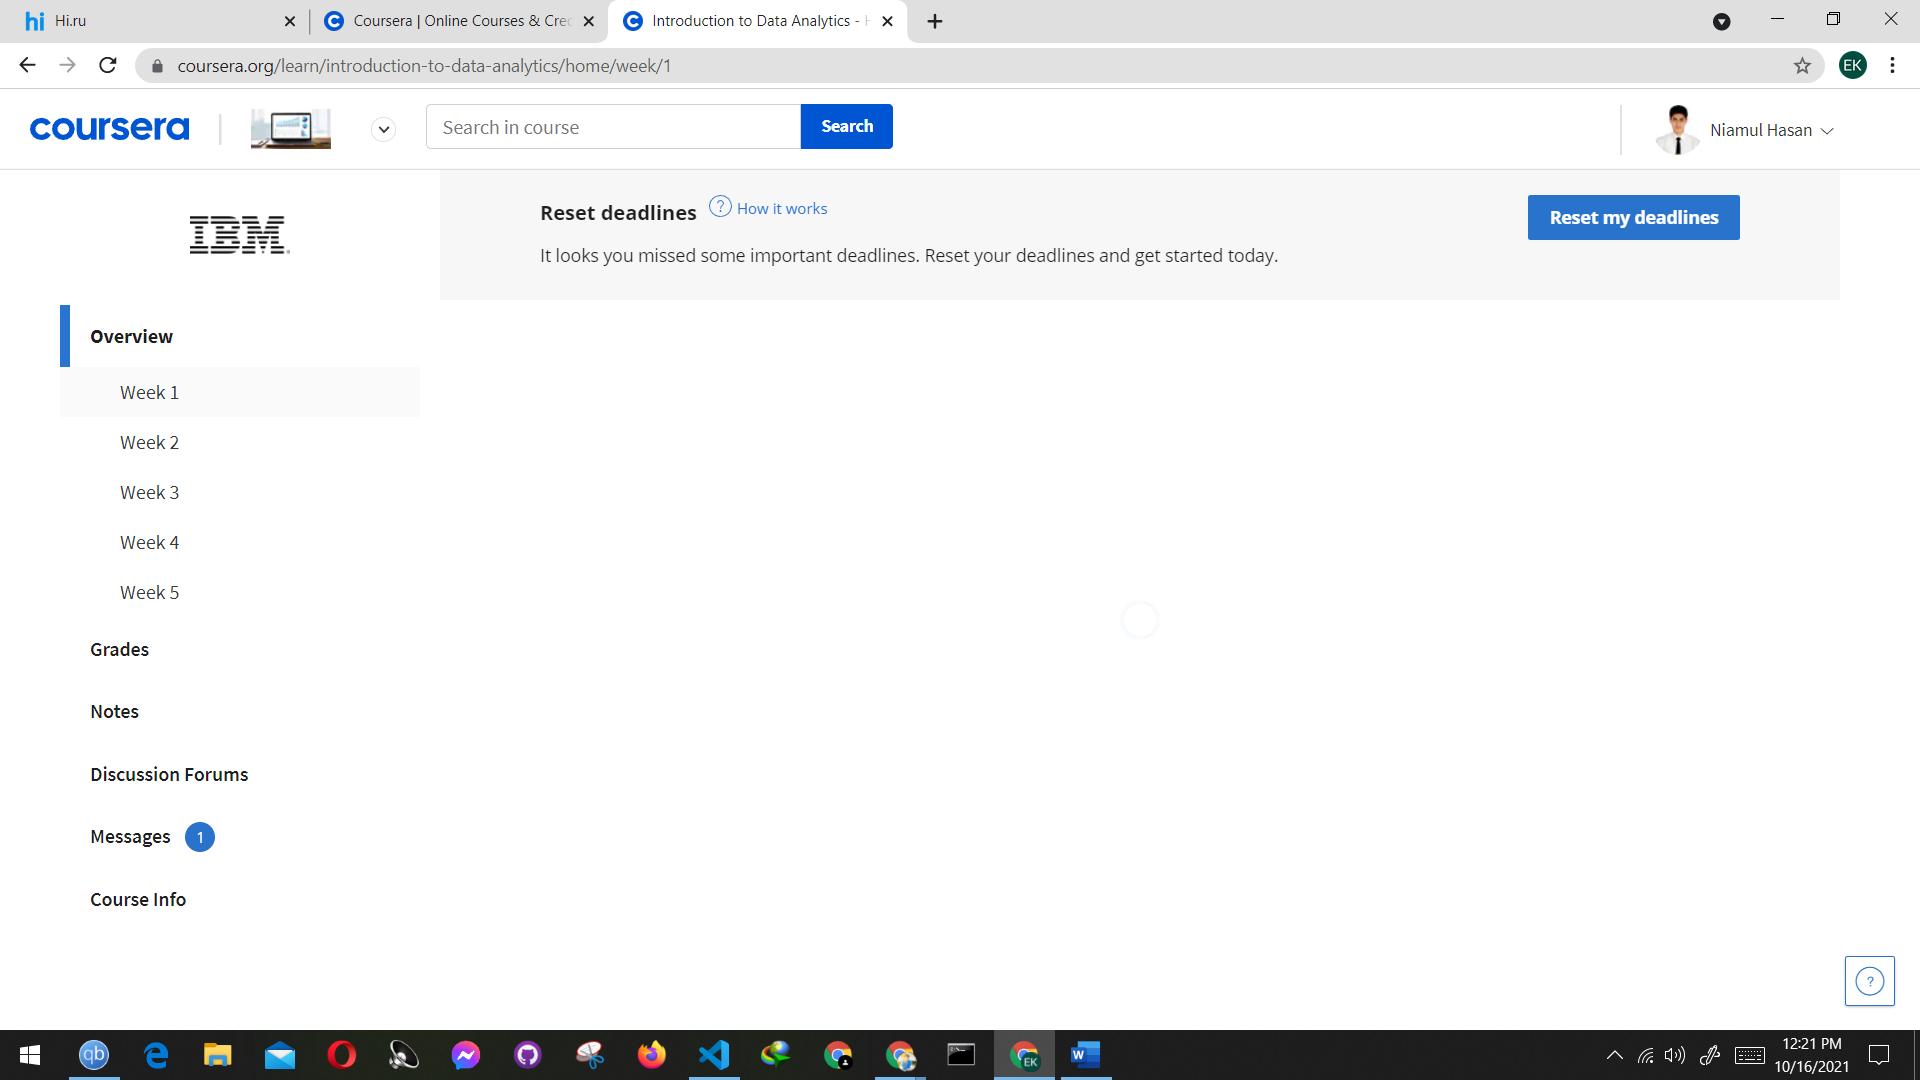 hi Hi.ru
Coursera | Online Courses & Crec
Introduction to Data Analytics - H
coursera.org/learn/introduction-to-data-analytics/home/week/1
EK
coursera
Search in course
Search
Niamul Hasan
IBM
Reset deadlines ? How it works
Reset my deadlines
It looks you missed some important deadlines. Reset your deadlines and get started today.
Overview
Week 1
Week 2
Week 3
Week 4
Week 5
Grades
Notes
Discussion Forums
Messages 1
Course Info
?
qb
EK
W
12:21 PM
10/16/2021